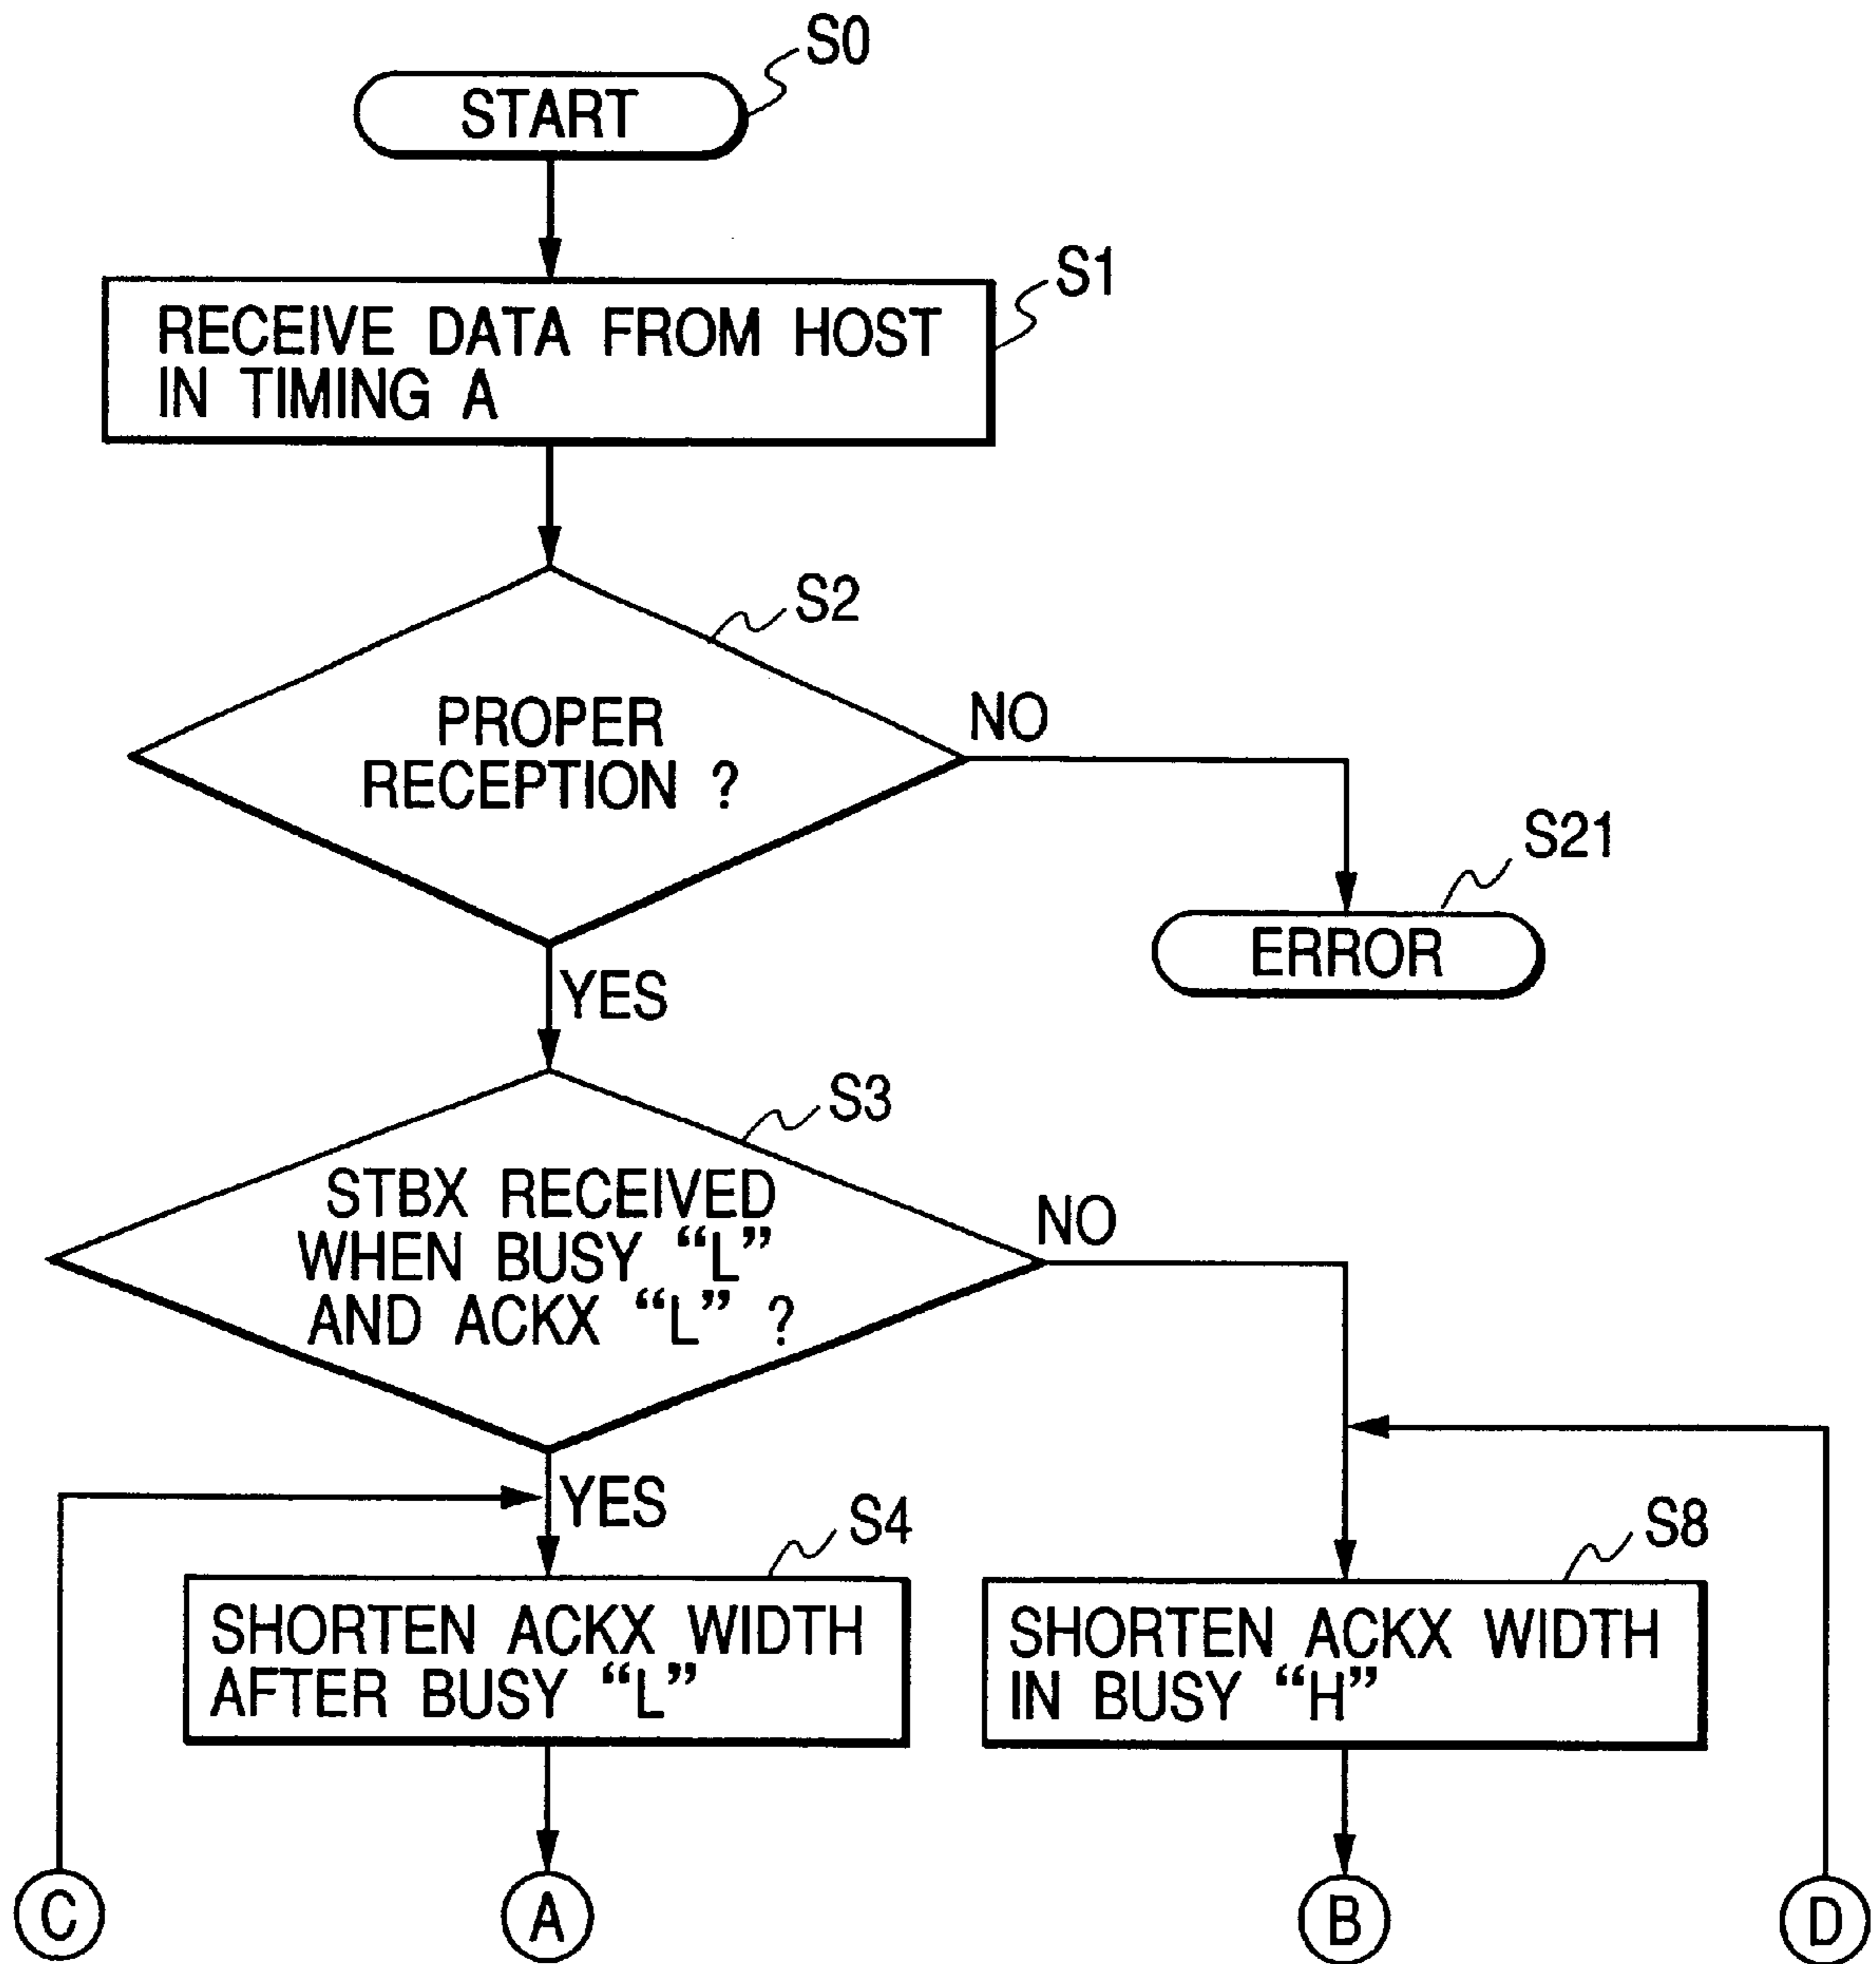 S0
START
S1
RECEIVE DATA FROM HOST
IN TIMING A
S2
PROPER
RECEPTION ?
NO
S21
ERROR
YES
S3
STBX RECEIVED
WHEN BUSY “L”
AND ACKX “L” ?
NO
YES
S4
SHORTEN ACKX WIDTH
AFTER BUSY “L”
S8
SHORTEN ACKX WIDTH
IN BUSY “H”
C
A
B
D